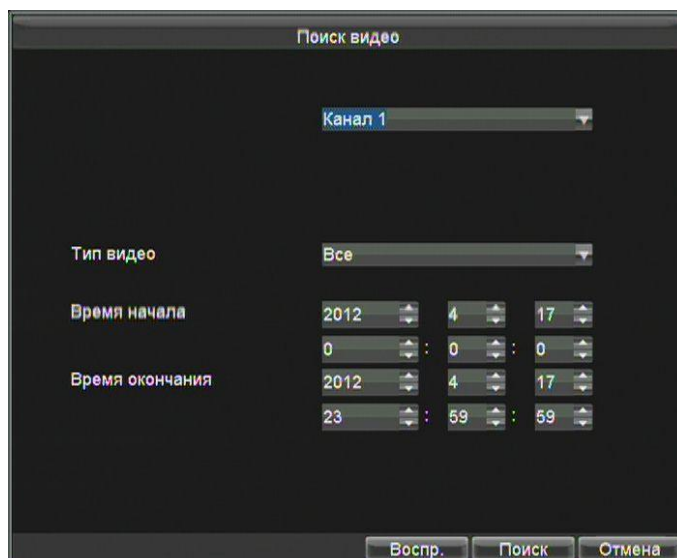 Поиск видео
Канал 1
Тип видео Все
Время начала 2012 4 17
0 : 0 : 0
Время окончания 2012 4 17
23 : 59 : 59
Воспр. Поиск Отмена